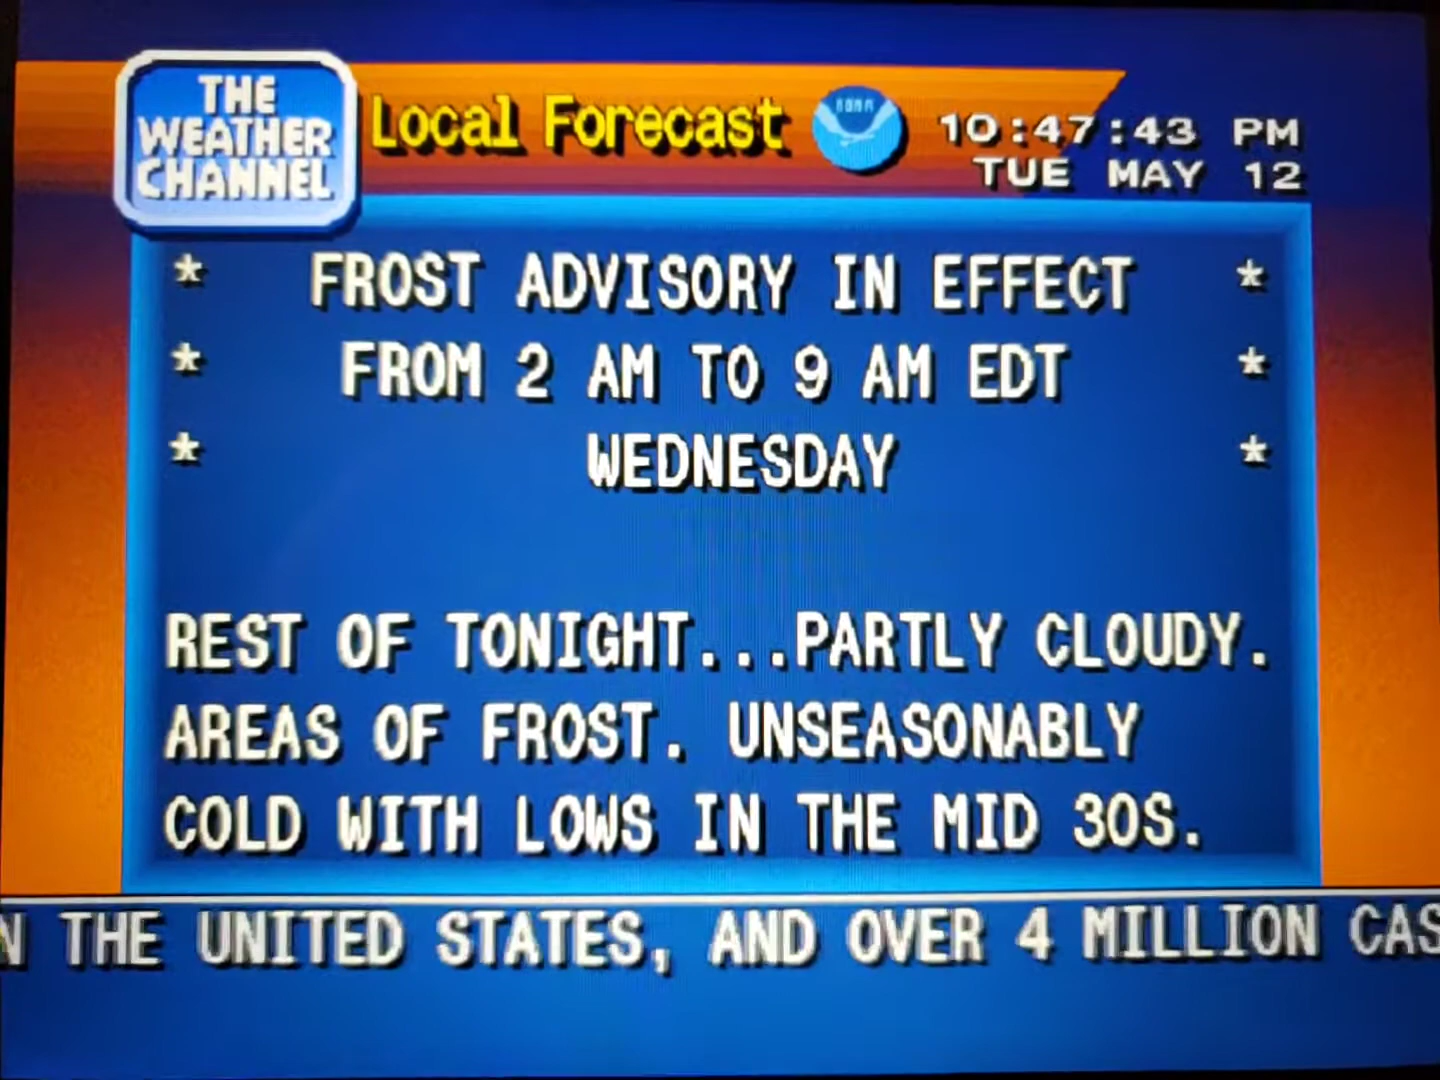 THE
WEATHER
CHANNEL
Local Forecast
NOAA
10:47:43 PM
TUE MAY 12
* FROST ADVISORY IN EFFECT *
* FROM 2 AM TO 9 AM EDT *
* WEDNESDAY *
REST OF TONIGHT...PARTLY CLOUDY.
AREAS OF FROST. UNSEASONABLY
COLD WITH LOWS IN THE MID 30S.
N THE UNITED STATES, AND OVER 4 MILLION CAS